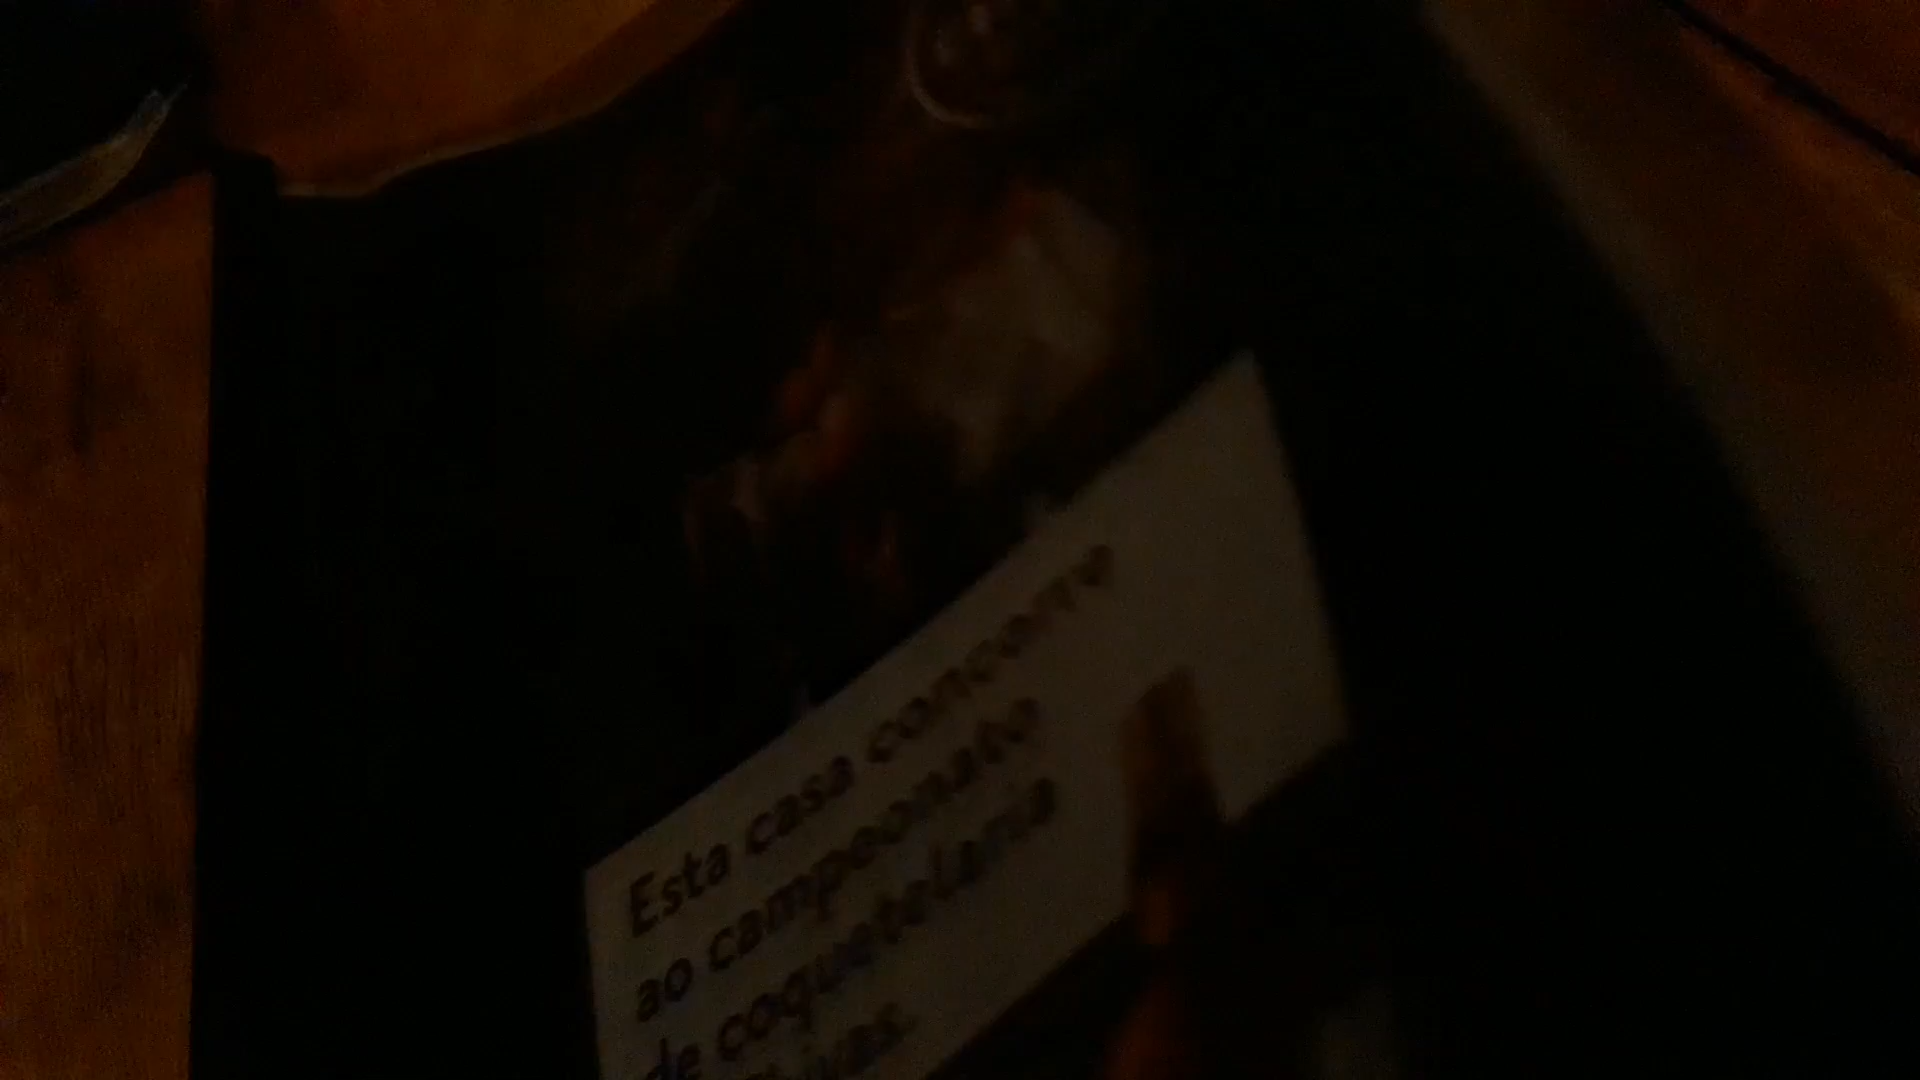 Esta casa concorre
ao campeonato
de coquetelaria